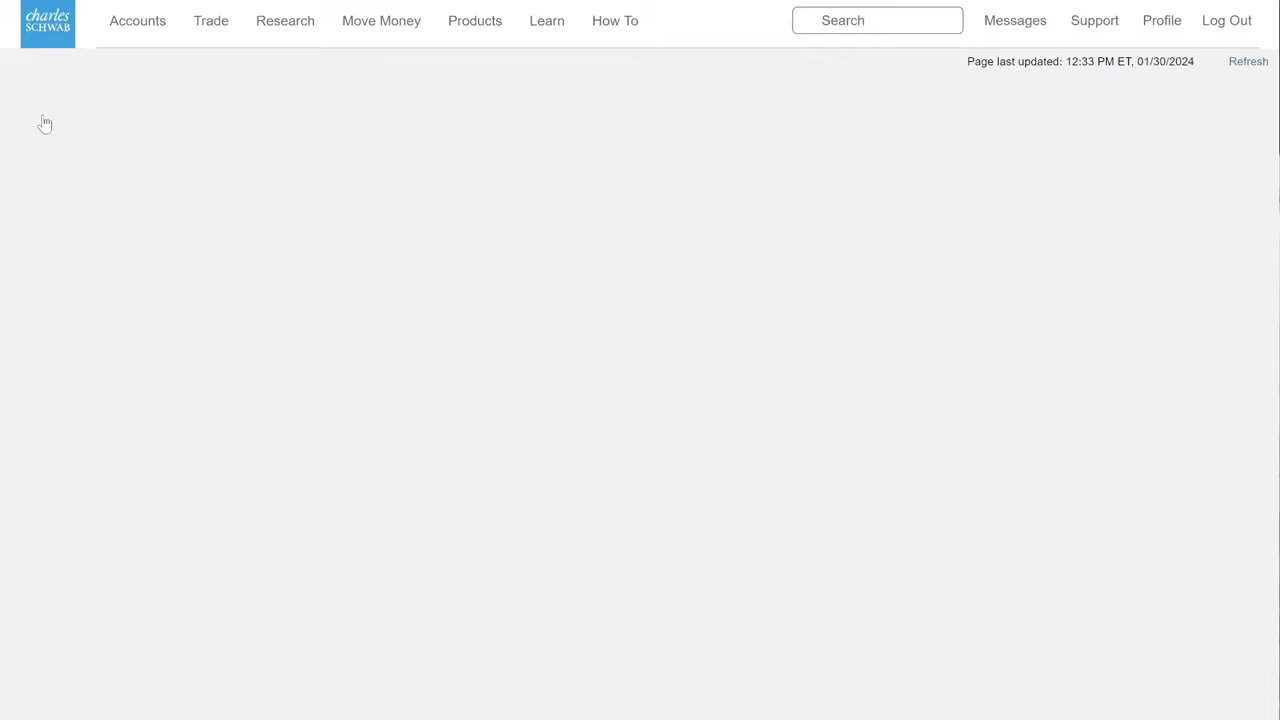 charles
SCHWAB
Accounts Trade Research Move Money Products Learn How To Search Messages Support Profile Log Out
Page last updated: 12:33 PM ET, 01/30/2024 Refresh